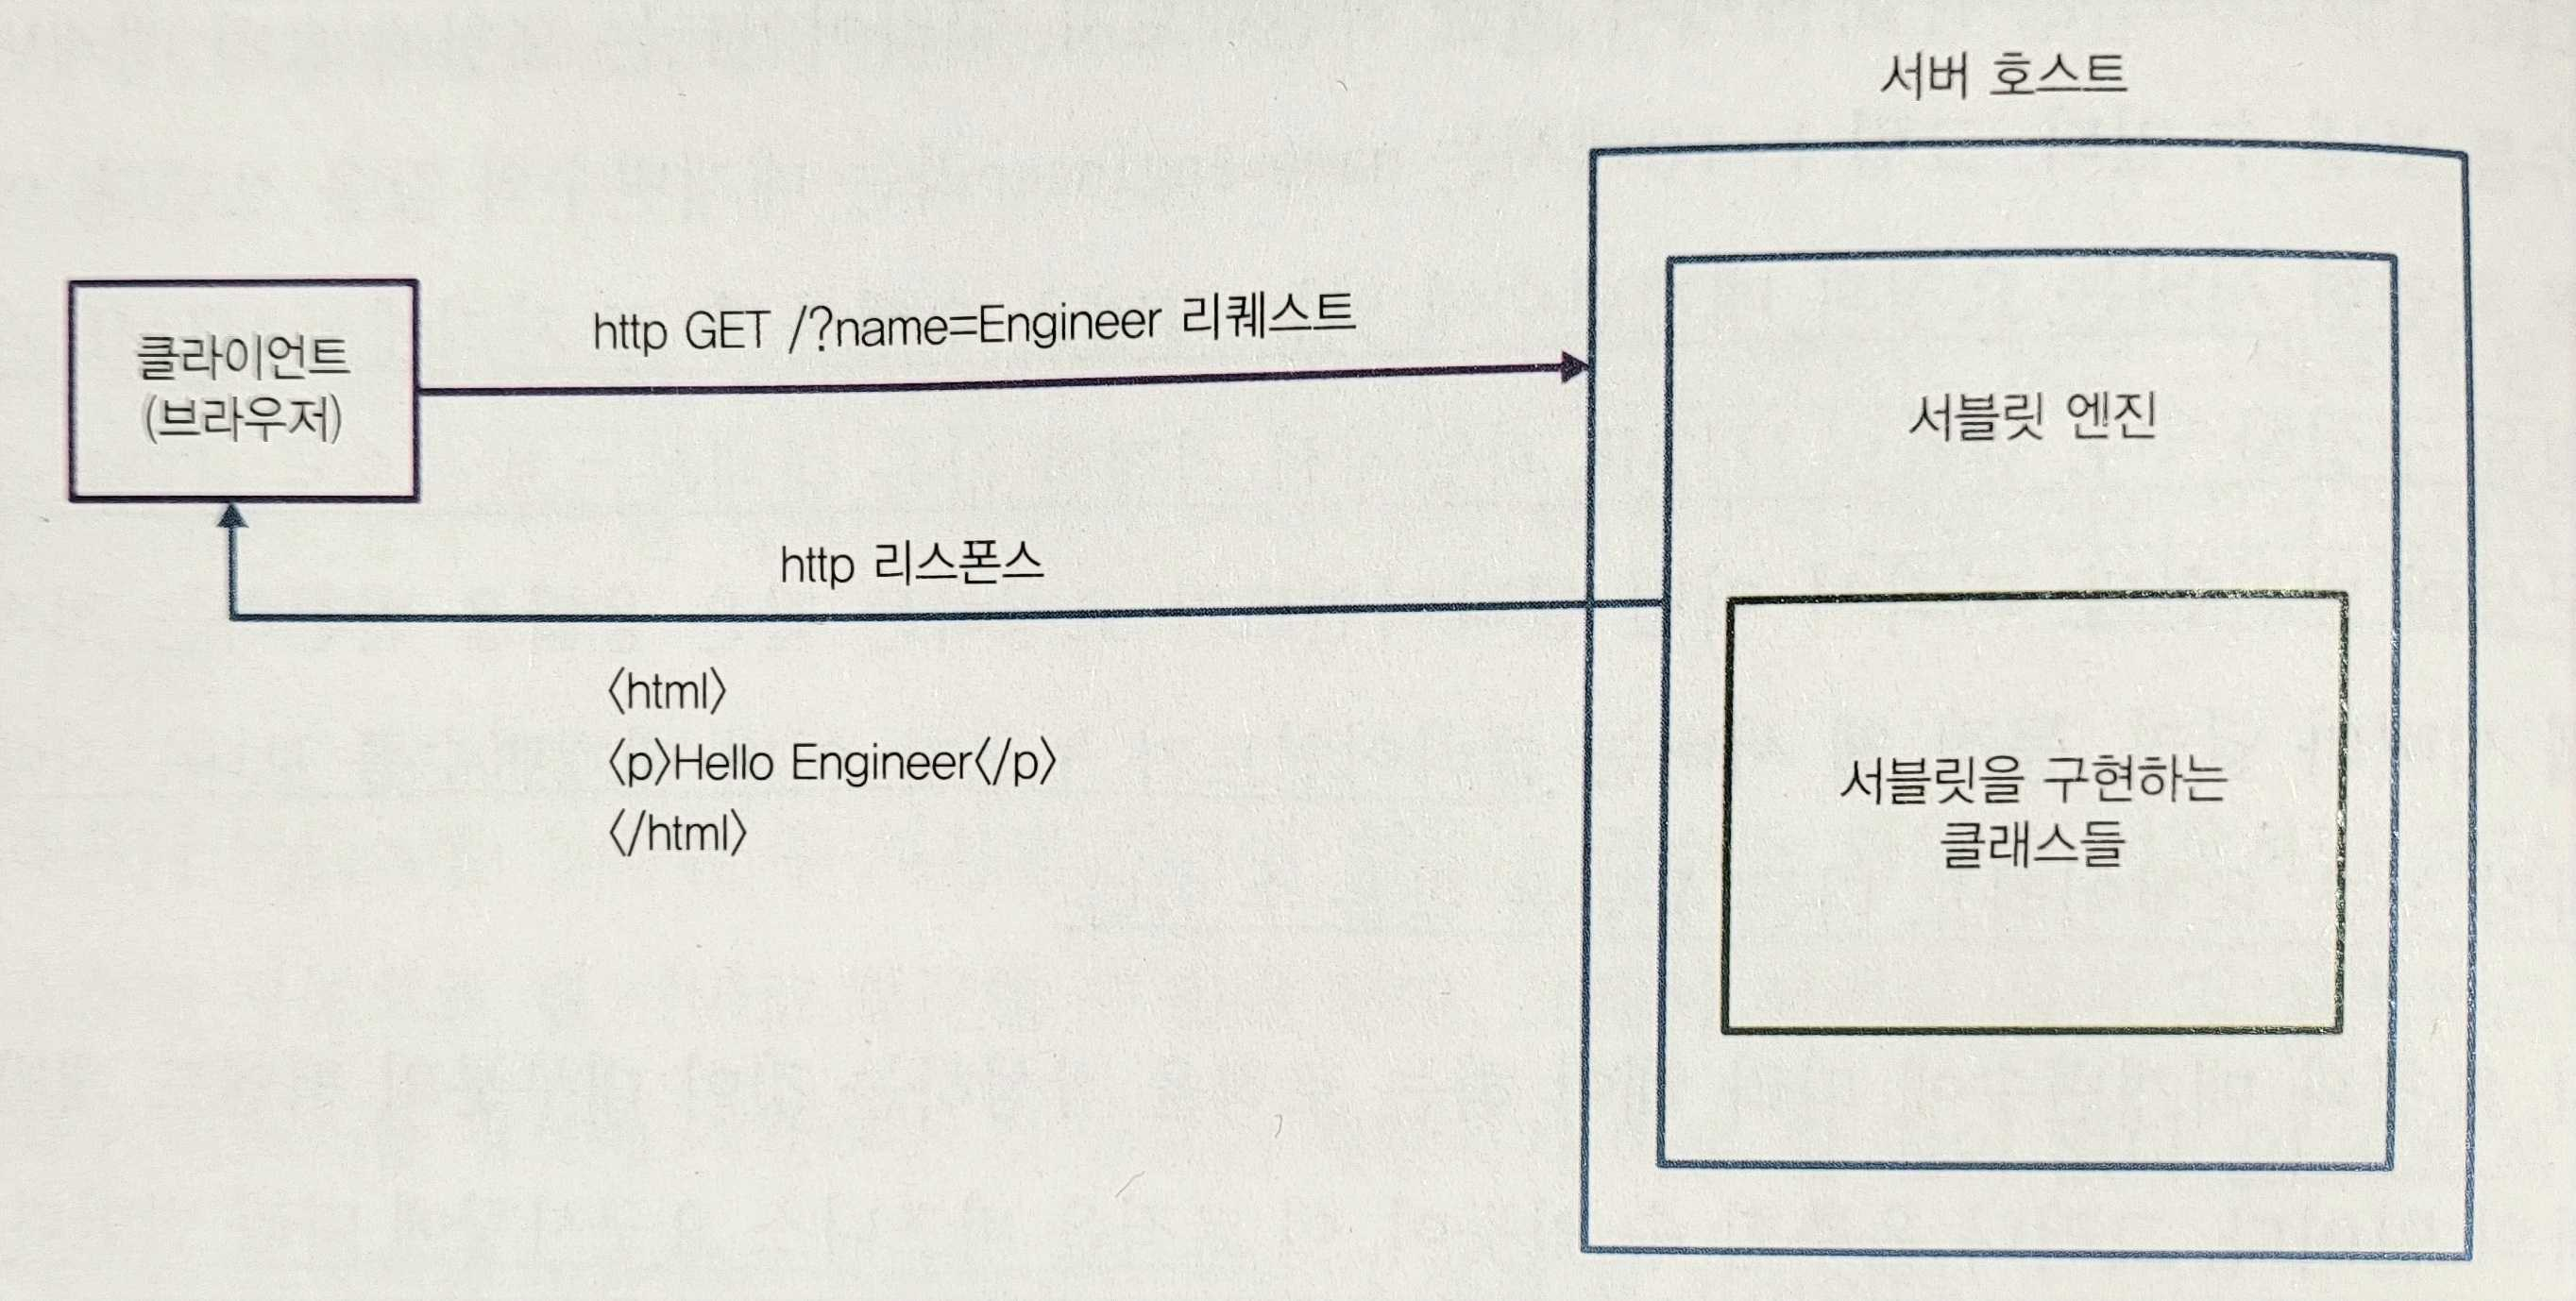 서버 호스트
http GET /?name=Engineer 리퀘스트
클라이언트
(브라우저)
서블릿 엔진
http 리스폰스
〈html〉
〈p〉Hello Engineer〈/p〉
〈/html〉
서블릿을 구현하는
클래스들